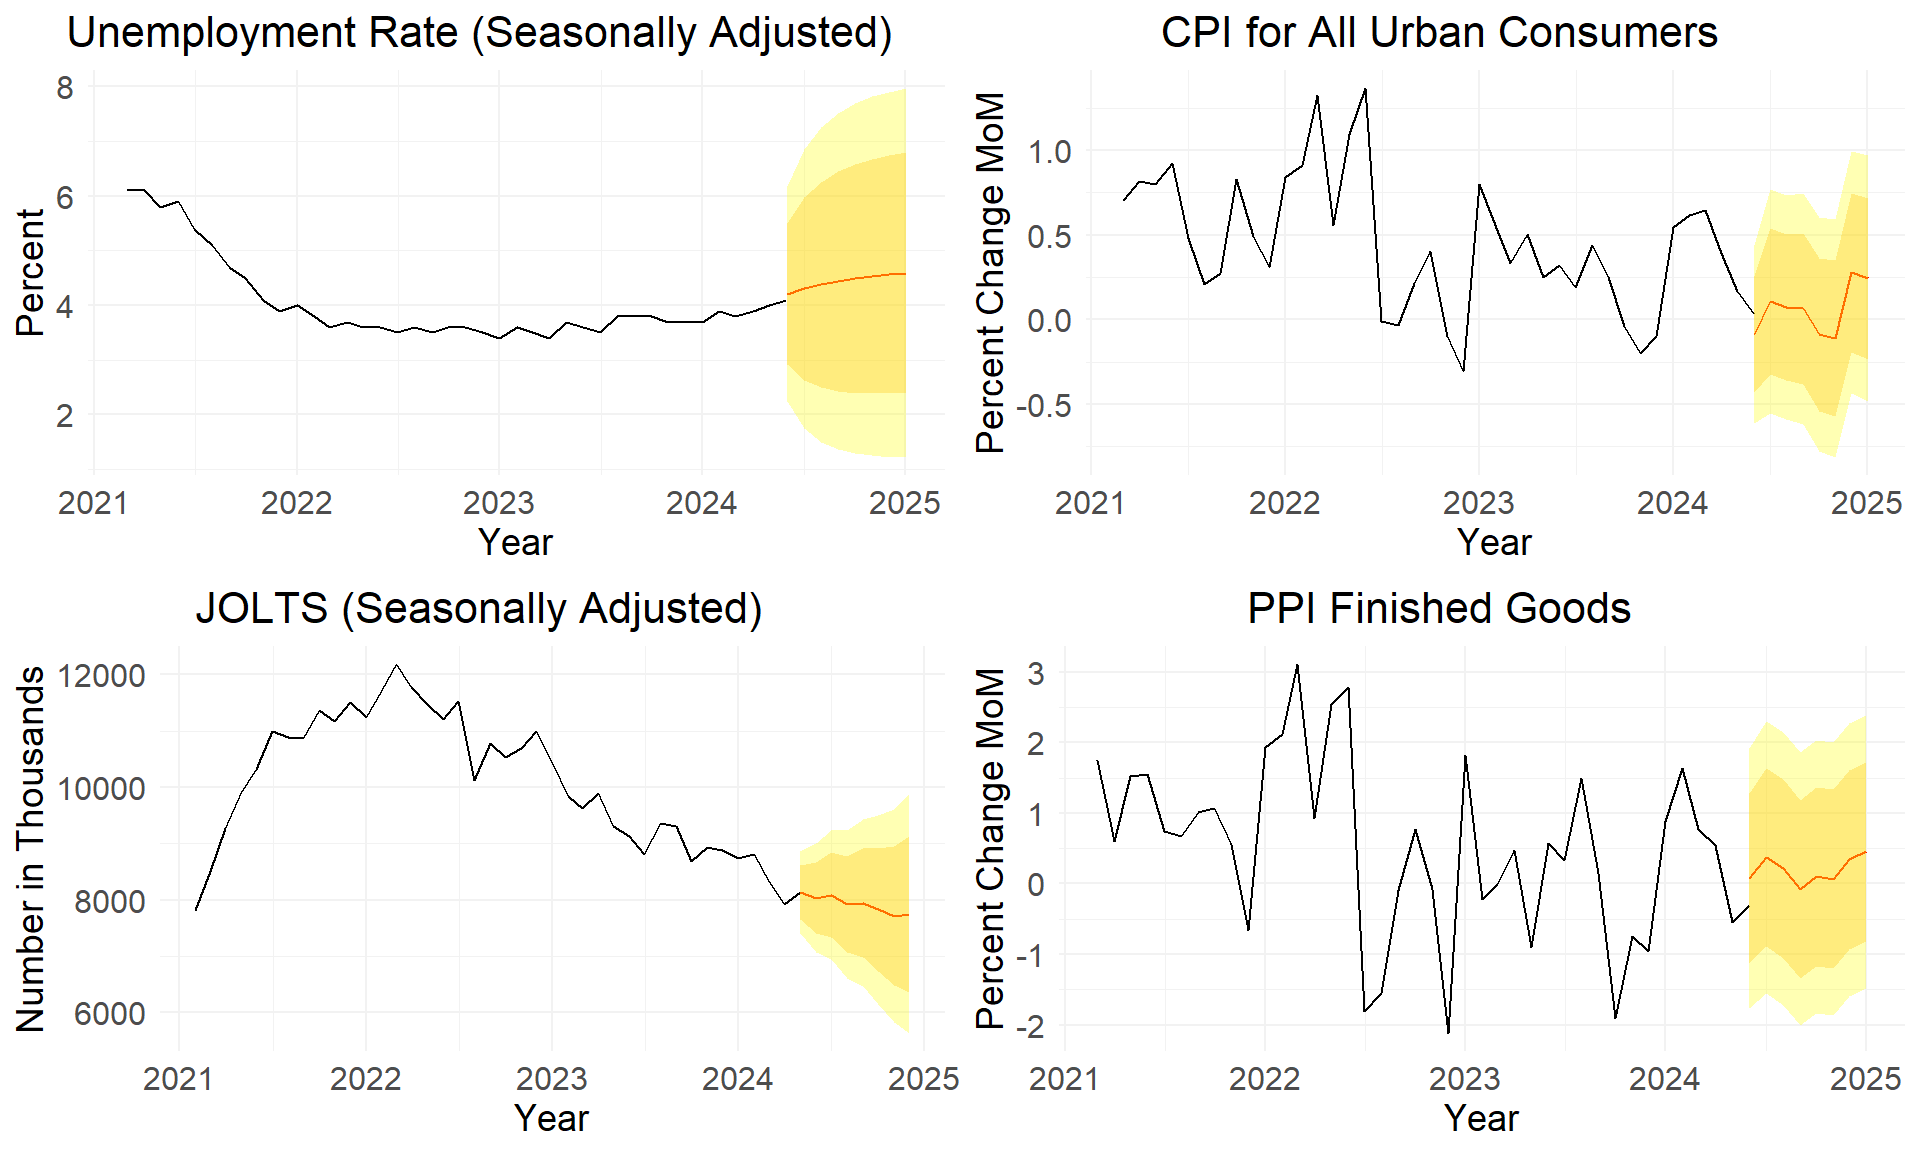 Unemployment Rate (Seasonally Adjusted)
Percent
8
6
4
2
2021 2022 2023 2024 2025
Year
CPI for All Urban Consumers
Percent Change MoM
1.0
0.5
0.0
-0.5
2021 2022 2023 2024 2025
Year
JOLTS (Seasonally Adjusted)
Number in Thousands
12000
10000
8000
6000
2021 2022 2023 2024 2025
Year
PPI Finished Goods
Percent Change MoM
3
2
1
0
-1
-2
2021 2022 2023 2024 2025
Year